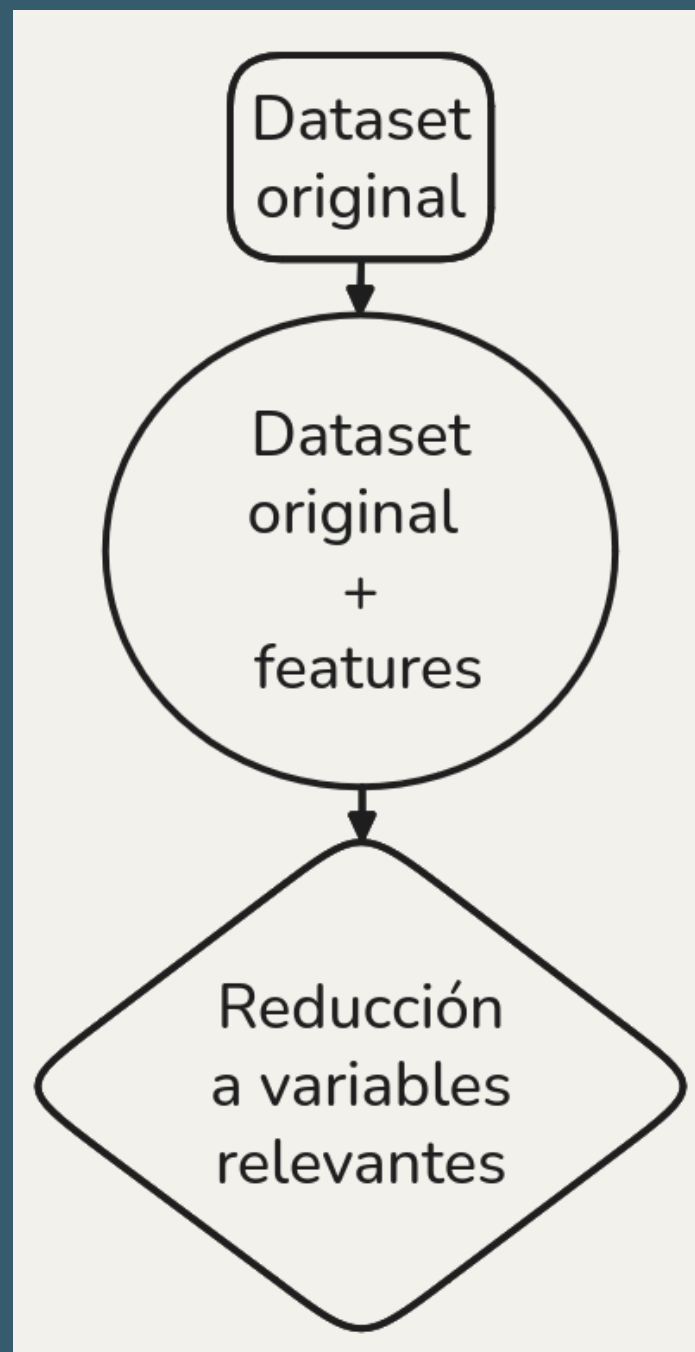 Dataset
original
Dataset
original
+
features
Reducción
a variables
relevantes